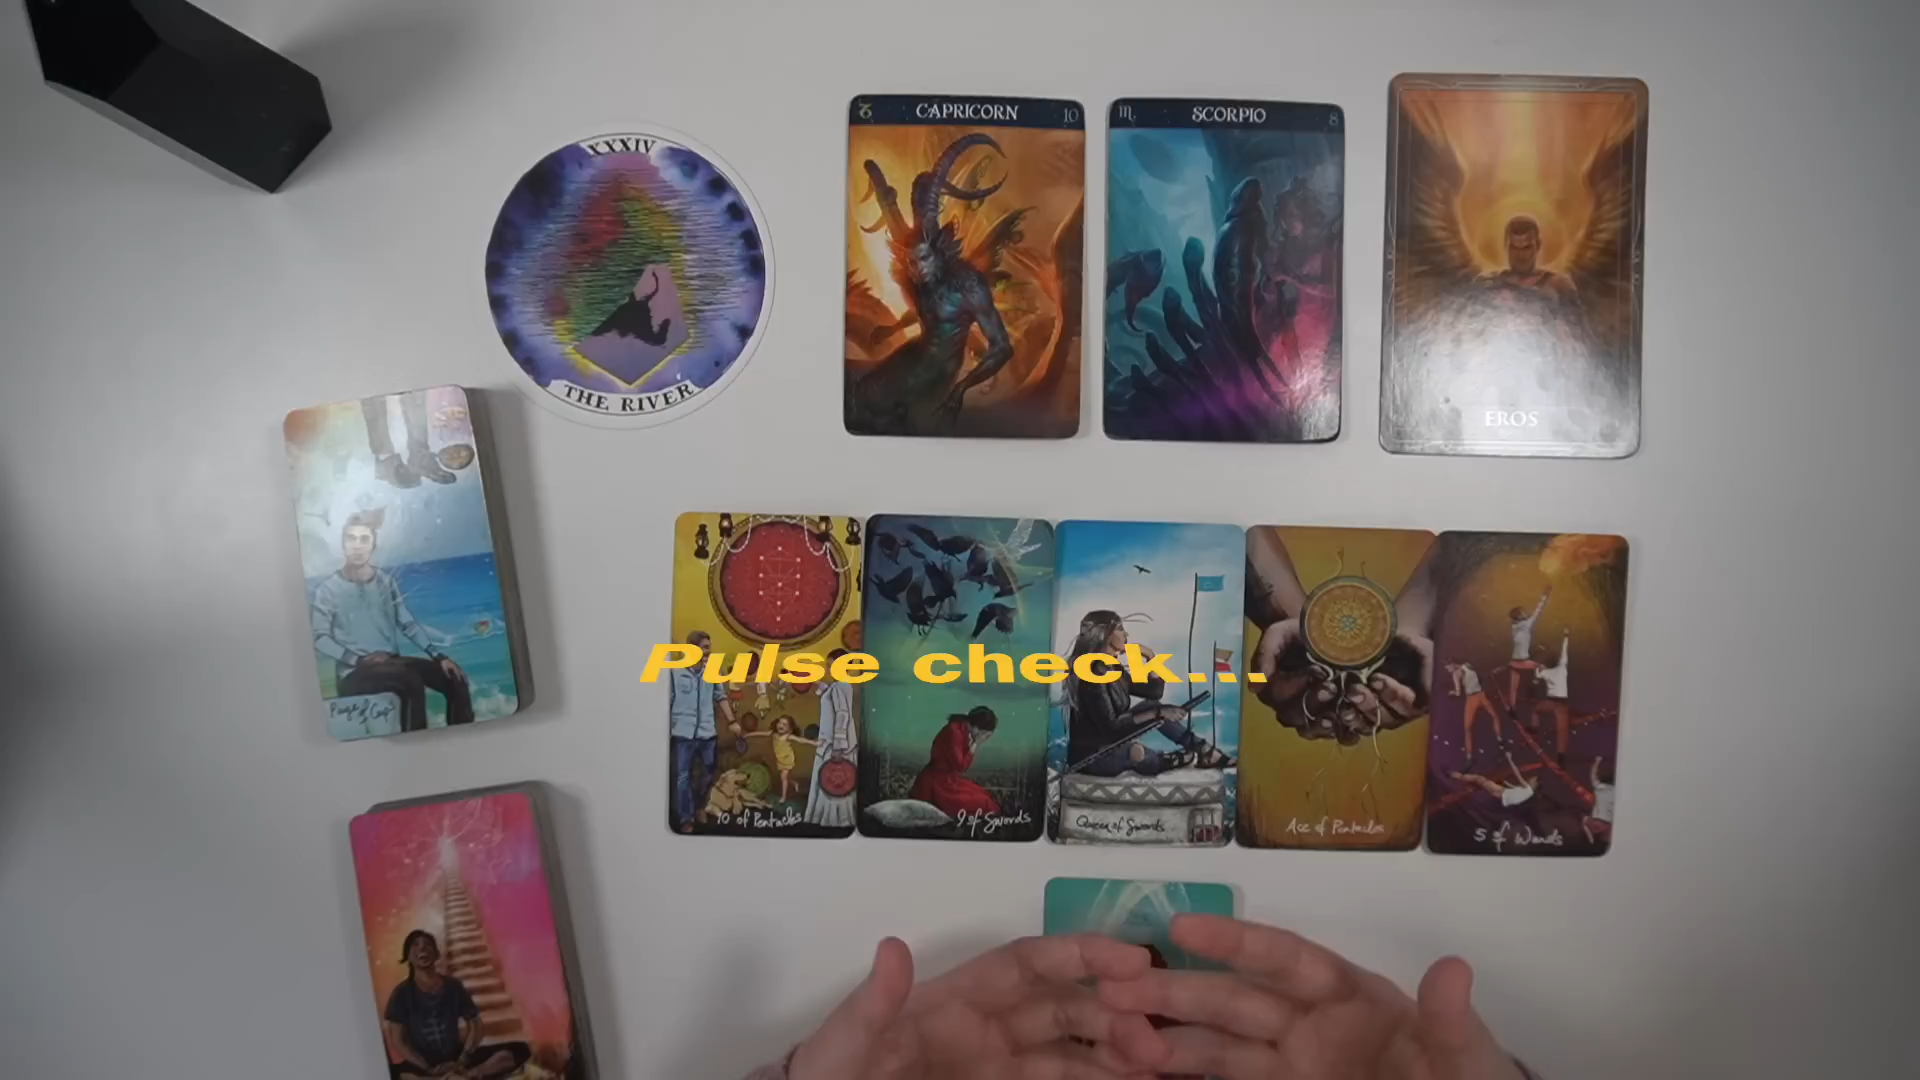 XXXIV
THE RIVER
CAPRICORN 10
SCORPIO 8
EROS
Page of Cups
Pulse check...
10 of Pentacles
9 of Swords
Queen of Swords
Ace of Pentacles
5 of Wands